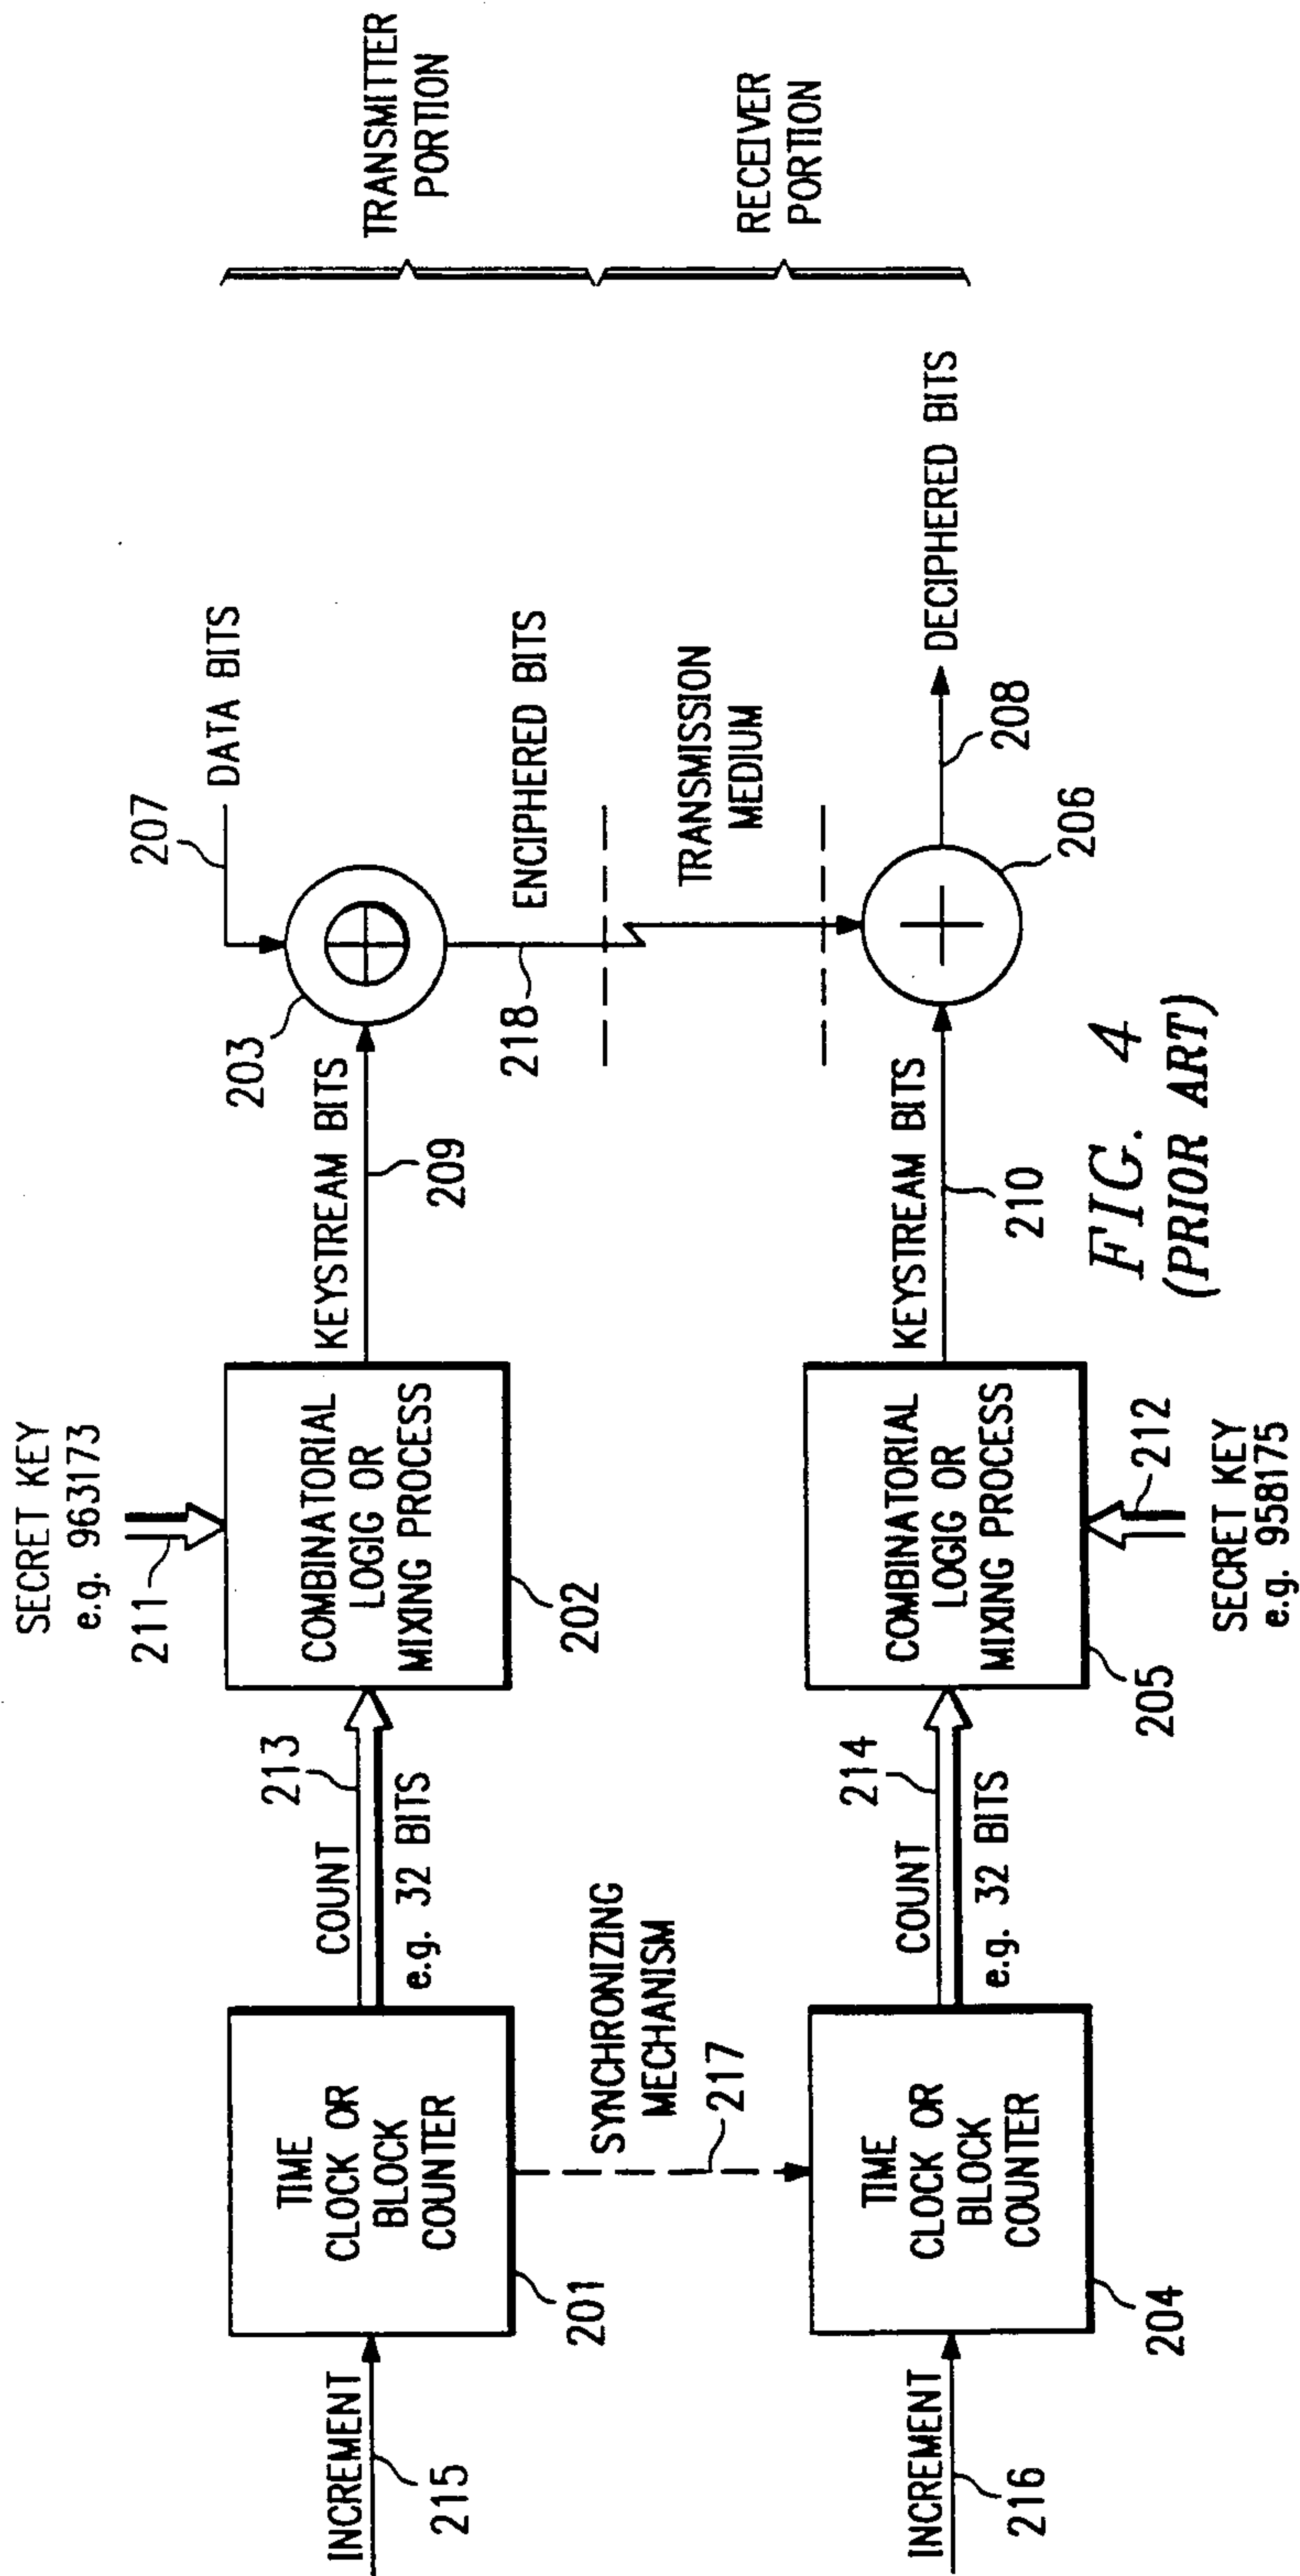 SECRET KEY
e.g. 963173
211
INCREMENT
215
TIME
CLOCK OR
BLOCK
COUNTER
201
COUNT
213
e.g. 32 BITS
COMBINATORIAL
LOGIG OR
MIXING PROCESS
202
KEYSTREAM BITS
209
203
207
DATA BITS
218
ENCIPHERED BITS
TRANSMITTER
PORTION
SYNCHRONIZING
MECHANISM
217
TRANSMISSION
MEDIUM
RECEIVER
PORTION
INCREMENT
216
TIME
CLOCK OR
BLOCK
COUNTER
204
COUNT
214
e.g. 32 BITS
COMBINATORIAL
LOGIG OR
MIXING PROCESS
205
212
SECRET KEY
e.g. 958175
KEYSTREAM BITS
210
206
208
DECIPHERED BITS
FIG. 4
(PRIOR ART)